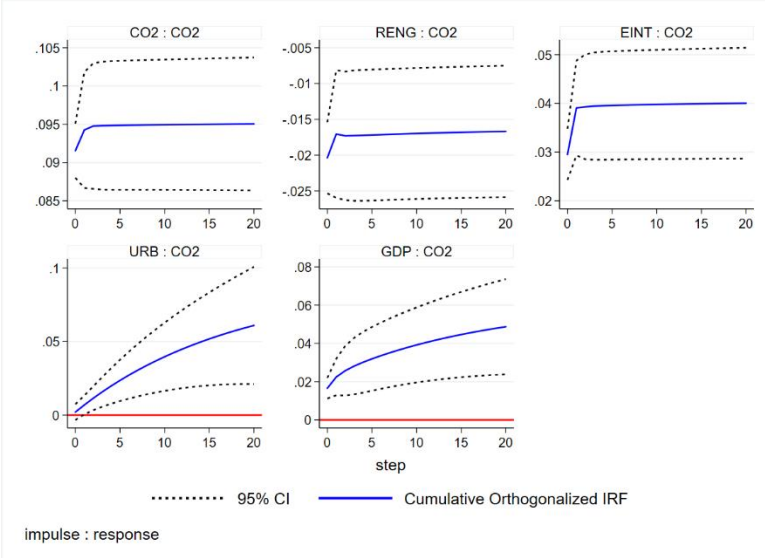 CO2 : CO2
RENG : CO2
EINT : CO2
.105
.1
.095
.09
.085
0 5 10 15 20
-.005
-.01
-.015
-.02
-.025
0 5 10 15 20
.05
.04
.03
.02
0 5 10 15 20
URB : CO2
GDP : CO2
.1
.05
0
0 5 10 15 20
.08
.06
.04
.02
0
0 5 10 15 20
step
95% CI
Cumulative Orthogonalized IRF
impulse : response